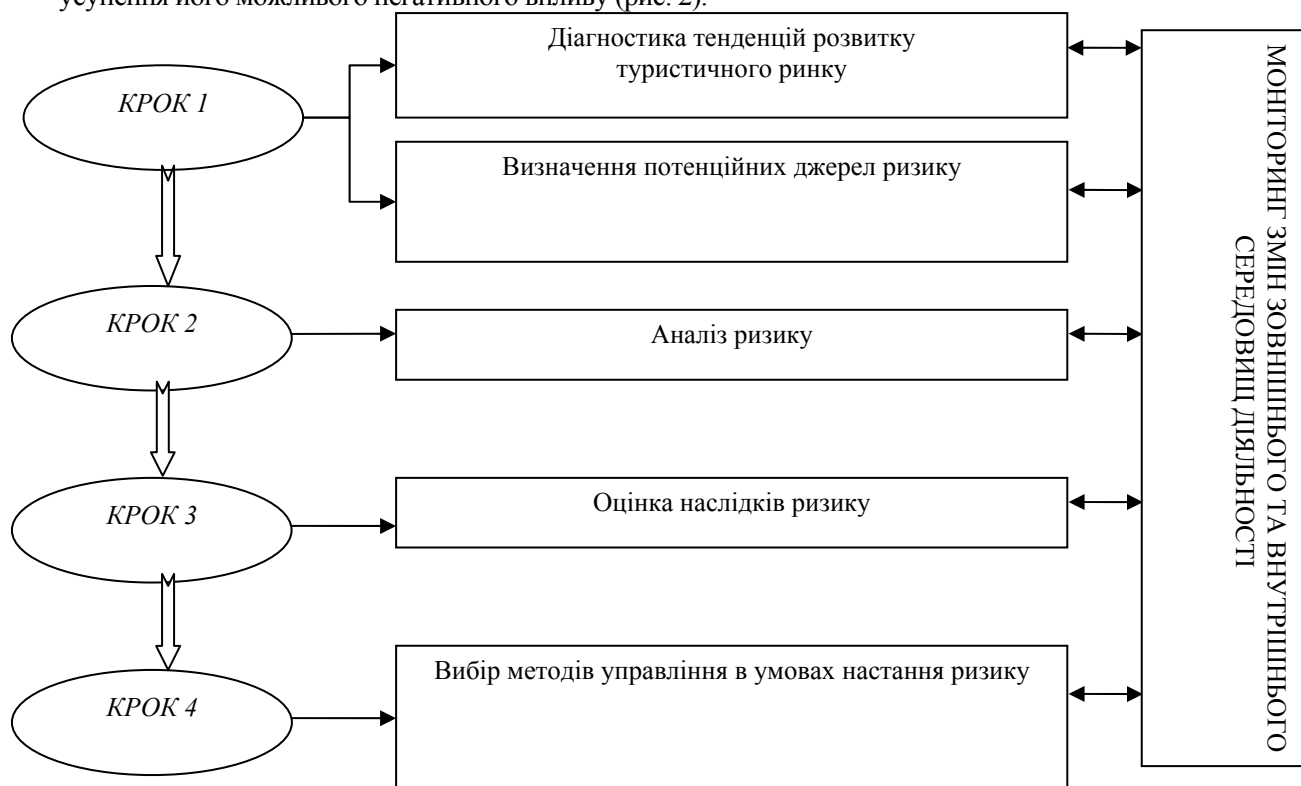 усунення його можливого негативного впливу (рис. 2).
Діагностика тенденцій розвитку
туристичного ринку
КРОК 1
Визначення потенційних джерел ризику
КРОК 2
Аналіз ризику
КРОК 3
Оцінка наслідків ризику
КРОК 4
Вибір методів управління в умовах настання ризику
МОНІТОРИНГ ЗМІН ЗОВНІШНЬОГО ТА ВНУТРІШНЬОГО
СЕРЕДОВИЩ ДІЯЛЬНОСТІ